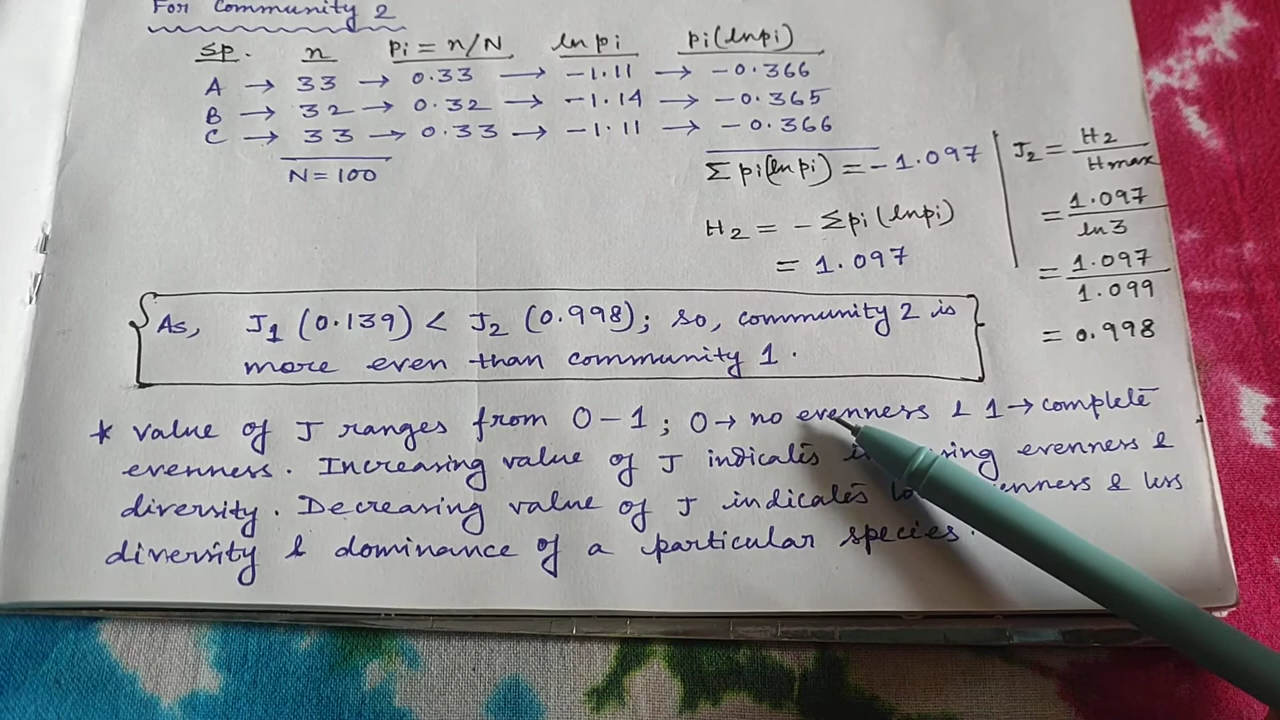 For Community 2
sp. n pi = n/N ln pi pi(ln pi)
A → 33 → 0.33 → -1.11 → -0.366
B → 32 → 0.32 → -1.14 → -0.365
C → 33 → 0.33 → -1.11 → -0.366
N = 100
Σ pi(ln pi) = -1.097
H2 = - Σ pi (ln pi)
= 1.097
J2 = H2/Hmax
= 1.097/ln 3
= 1.097/1.099
= 0.998
As, J1 (0.139) < J2 (0.998); so, community 2 is
more even than community 1.
* Value of J ranges from 0-1; 0 → no evenness & 1 → complete
evenness. Increasing value of J indicates evenness &
diversity. Decreasing value of J indicates & less
diversity & dominance of a particular species.